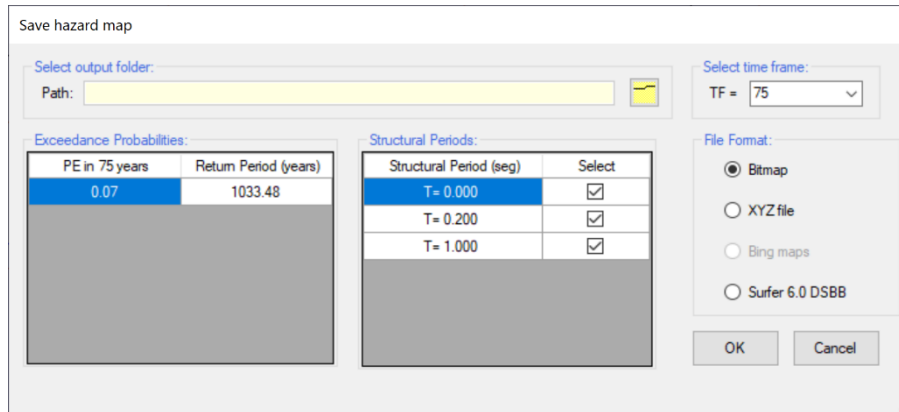 Save hazard map
Select output folder:
Path:
Select time frame:
TF = 75
Exceedance Probabilities:
PE in 75 years Return Period (years)
0.07 1033.48
Structural Periods:
Structural Period (seg) Select
T= 0.000
T= 0.200
T= 1.000
File Format:
Bitmap
XYZ file
Bing maps
Surfer 6.0 DSBB
OK Cancel